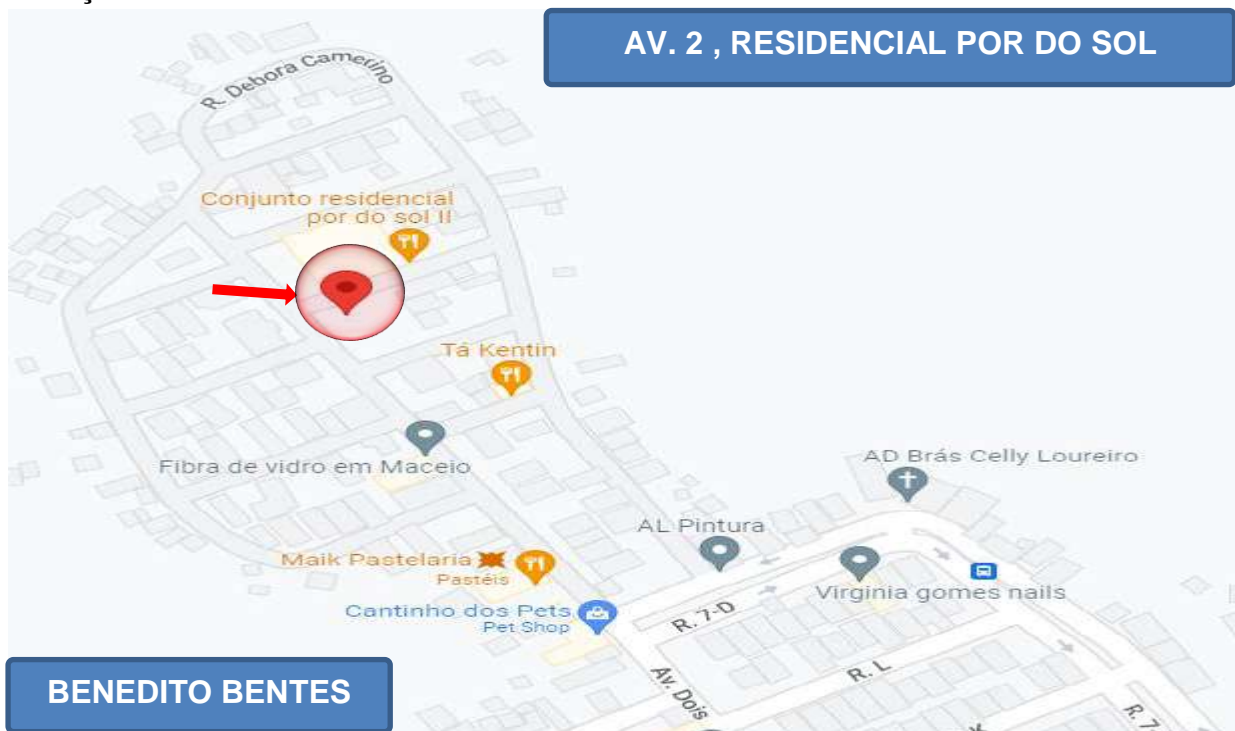 AV. 2 , RESIDENCIAL POR DO SOL
R. Debora Camerino
Conjunto residencial
por do sol II
Tá Kentin
Fibra de vidro em Maceio
AD Brás Celly Loureiro
AL Pintura
Maik Pastelaria
Pastéis
Virginia gomes nails
Cantinho dos Pets
Pet Shop
R. 7-D
R. L
Av. Dois
BENEDITO BENTES